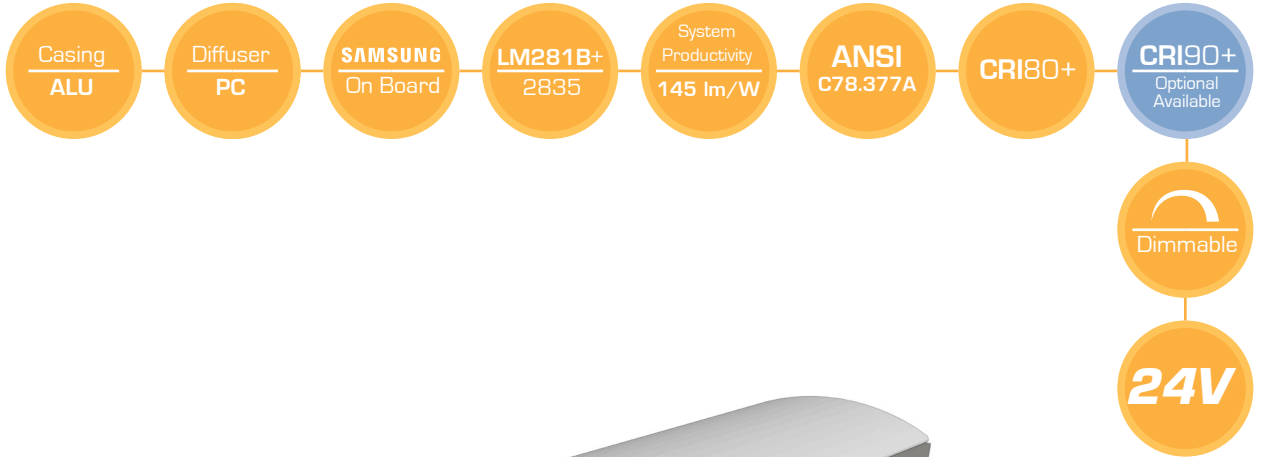 Casing
ALU
Diffuser
PC
SAMSUNG
On Board
LM281B+
2835
System
Productivity
145 lm/W
ANSI
C78.377A
CRI80+
CRI90+
Optional
Available
Dimmable
24V